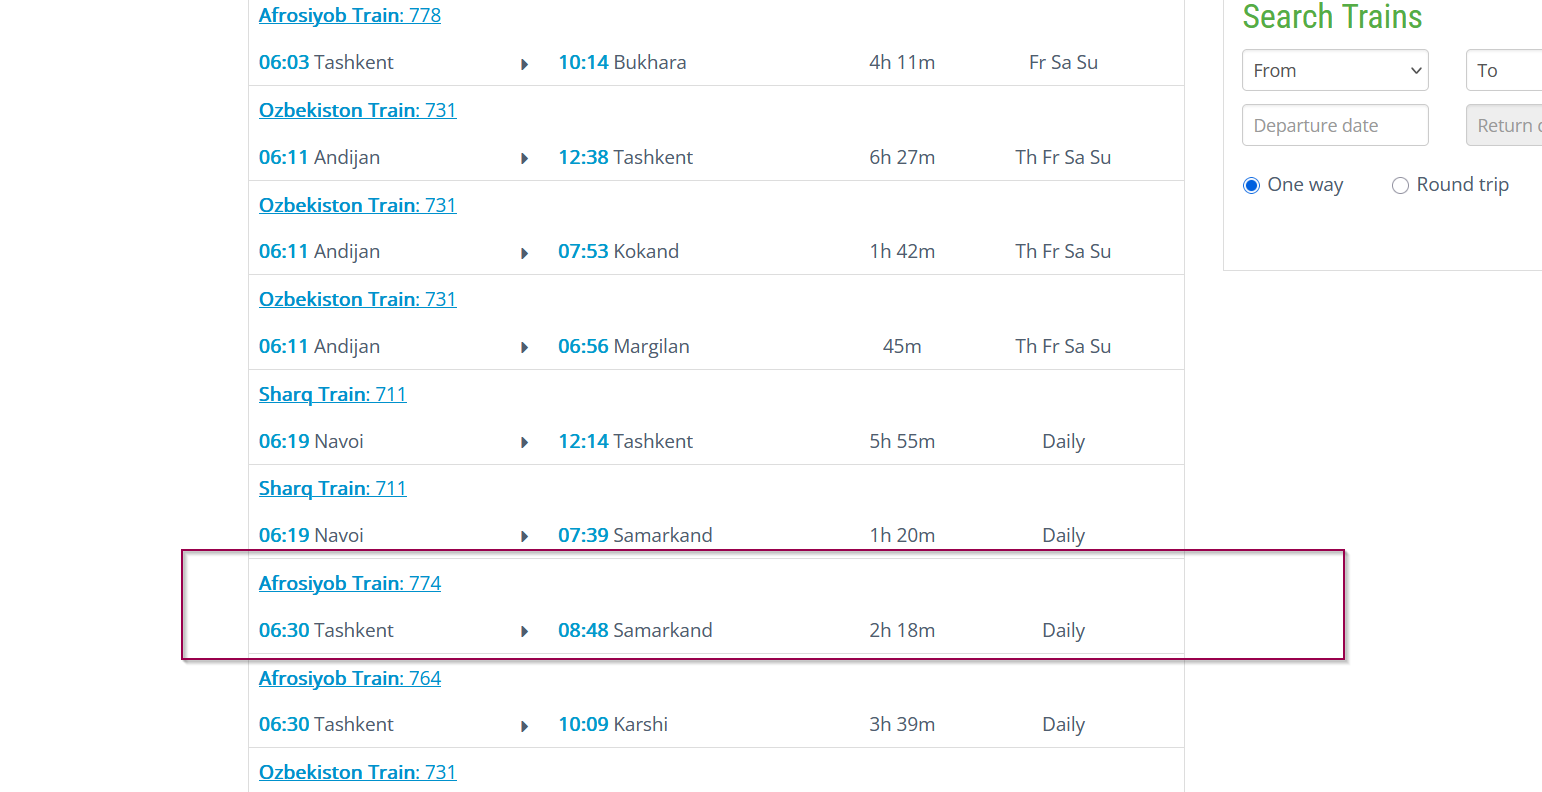 Afrosiyob Train: 778
06:03 Tashkent 10:14 Bukhara 4h 11m Fr Sa Su
Ozbekiston Train: 731
06:11 Andijan 12:38 Tashkent 6h 27m Th Fr Sa Su
Ozbekiston Train: 731
06:11 Andijan 07:53 Kokand 1h 42m Th Fr Sa Su
Ozbekiston Train: 731
06:11 Andijan 06:56 Margilan 45m Th Fr Sa Su
Sharq Train: 711
06:19 Navoi 12:14 Tashkent 5h 55m Daily
Sharq Train: 711
06:19 Navoi 07:39 Samarkand 1h 20m Daily
Afrosiyob Train: 774
06:30 Tashkent 08:48 Samarkand 2h 18m Daily
Afrosiyob Train: 764
06:30 Tashkent 10:09 Karshi 3h 39m Daily
Ozbekiston Train: 731
Search Trains
From To
Departure date Return
One way Round trip